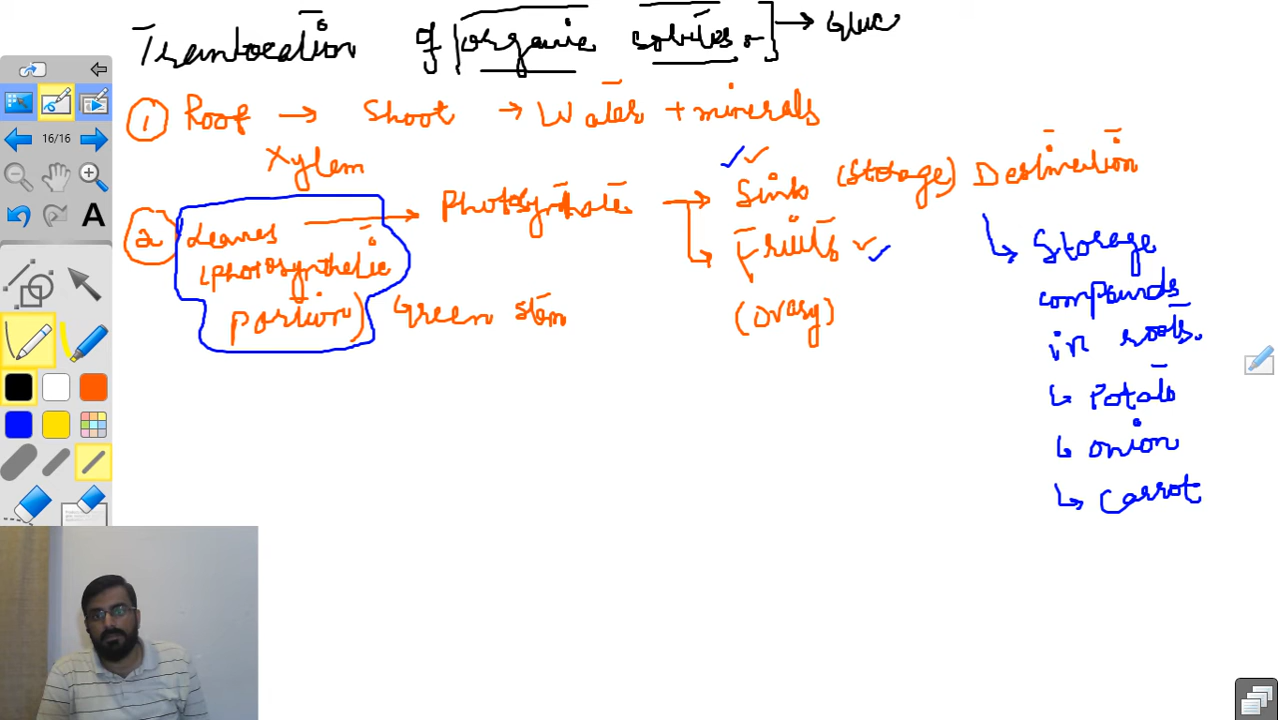 Translocation of [organic solutes] → Gluc
① Root → Shoot → Water + minerals
Xylem
② Leaves → Photosynthate → Sink (storage) Destination
(photosynthetic portion) Green stem
Fruits
(ovary)
↳ Storage
compounds
in roots.
↳ Potato
↳ onion
↳ Carrot
16/16
A